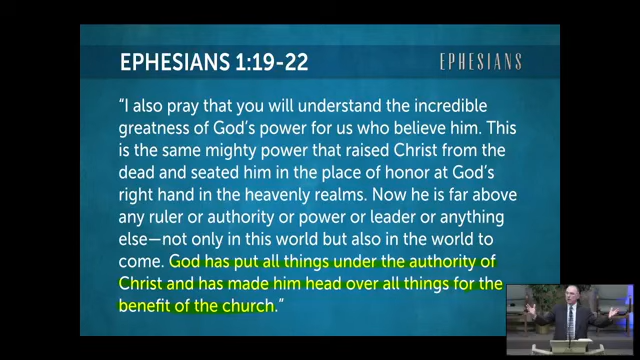 EPHESIANS 1:19-22
EPHESIANS
“I also pray that you will understand the incredible
greatness of God’s power for us who believe him. This
is the same mighty power that raised Christ from the
dead and seated him in the place of honor at God’s
right hand in the heavenly realms. Now he is far above
any ruler or authority or power or leader or anything
else—not only in this world but also in the world to
come. God has put all things under the authority of
Christ and has made him head over all things for the
benefit of the church.”